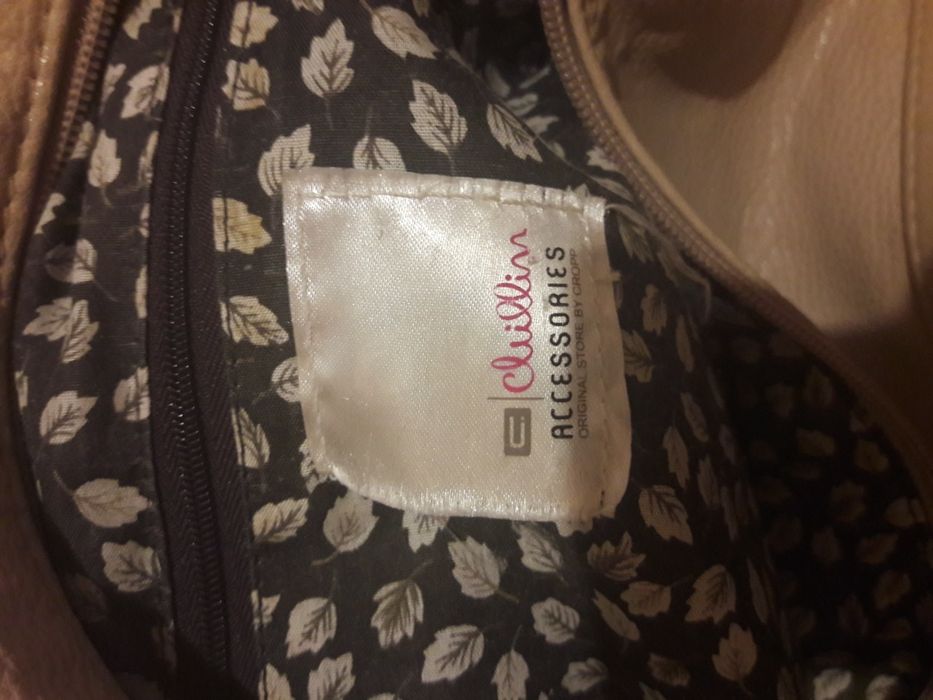 Chillin
ACCESSORIES
ORIGINAL STORE BY CROPP